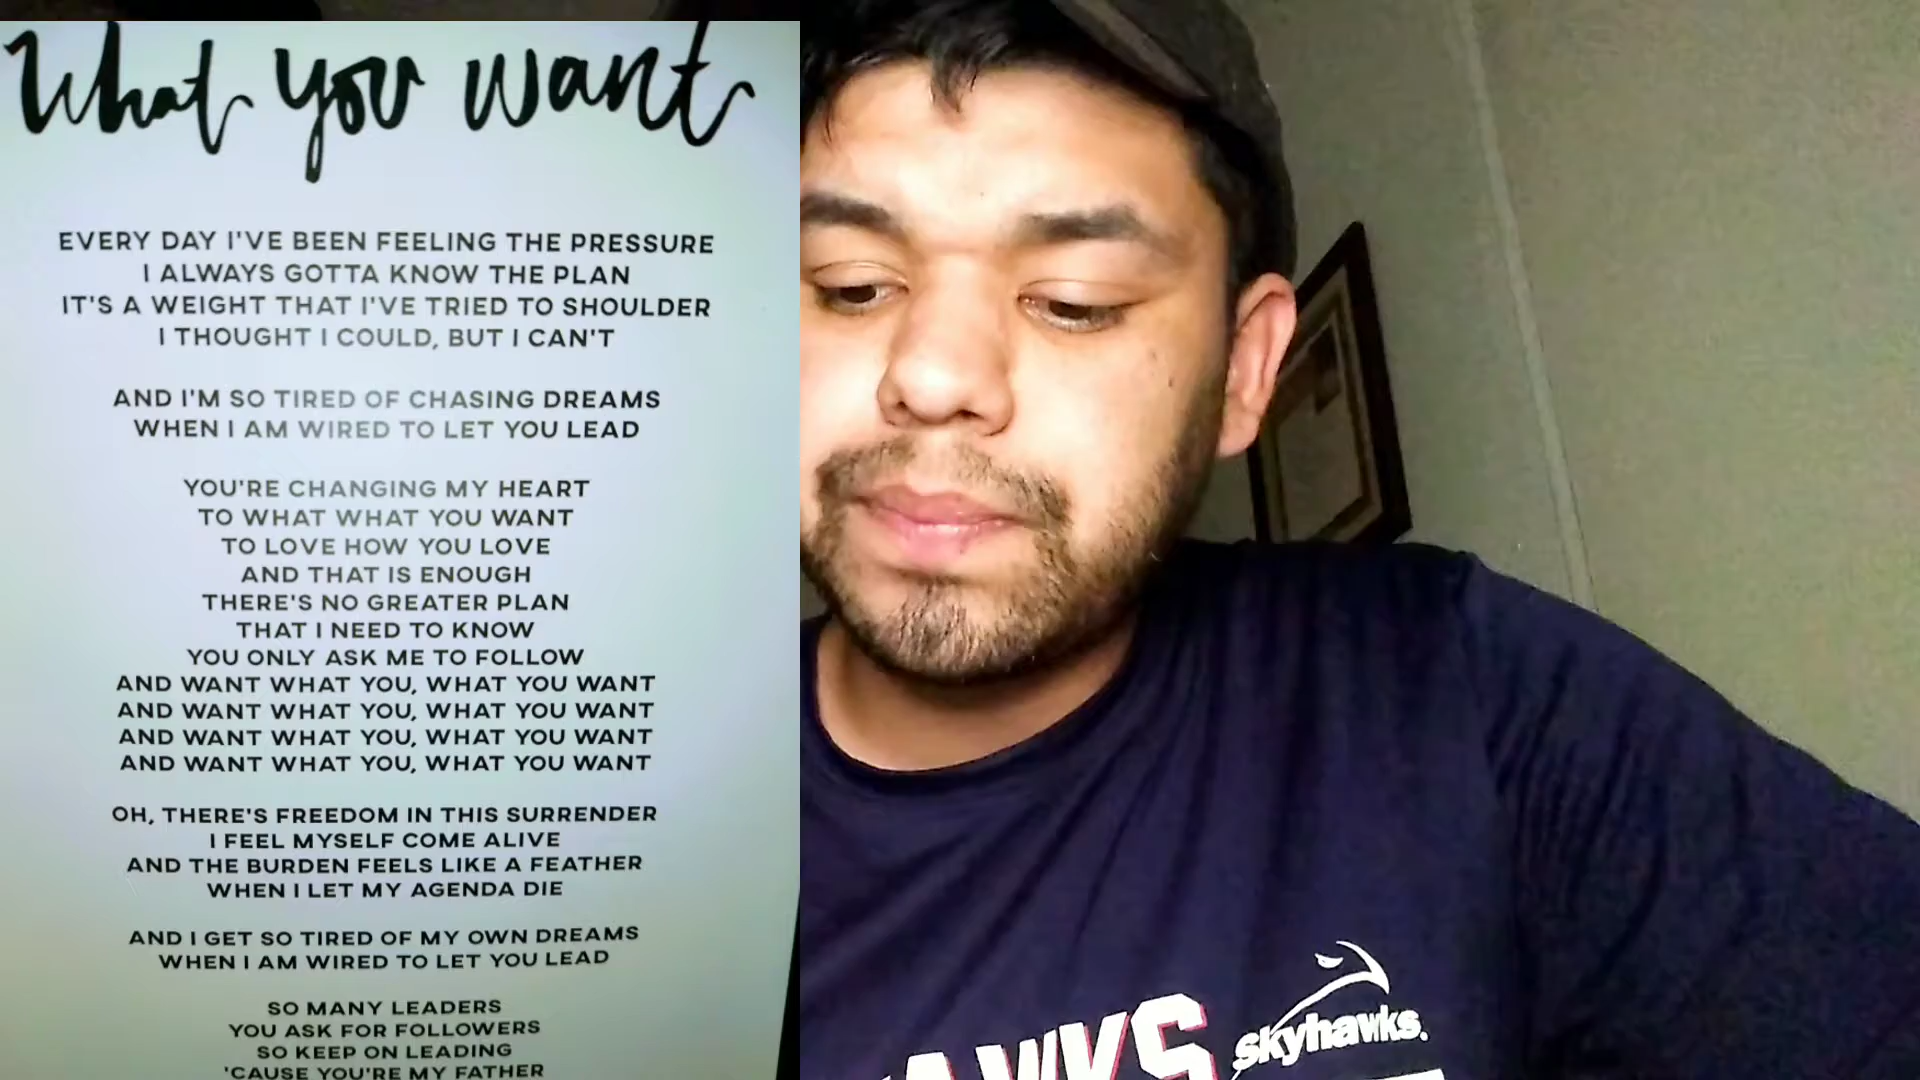 What you want
EVERY DAY I'VE BEEN FEELING THE PRESSURE
I ALWAYS GOTTA KNOW THE PLAN
IT'S A WEIGHT THAT I'VE TRIED TO SHOULDER
I THOUGHT I COULD, BUT I CAN'T
AND I'M SO TIRED OF CHASING DREAMS
WHEN I AM WIRED TO LET YOU LEAD
YOU'RE CHANGING MY HEART
TO WHAT WHAT YOU WANT
TO LOVE HOW YOU LOVE
AND THAT IS ENOUGH
THERE'S NO GREATER PLAN
THAT I NEED TO KNOW
YOU ONLY ASK ME TO FOLLOW
AND WANT WHAT YOU, WHAT YOU WANT
AND WANT WHAT YOU, WHAT YOU WANT
AND WANT WHAT YOU, WHAT YOU WANT
AND WANT WHAT YOU, WHAT YOU WANT
OH, THERE'S FREEDOM IN THIS SURRENDER
I FEEL MYSELF COME ALIVE
AND THE BURDEN FEELS LIKE A FEATHER
WHEN I LET MY AGENDA DIE
AND I GET SO TIRED OF MY OWN DREAMS
WHEN I AM WIRED TO LET YOU LEAD
SO MANY LEADERS
YOU ASK FOR FOLLOWERS
SO KEEP ON LEADING
'CAUSE YOU'RE MY FATHER
AWKS
skyhawks.